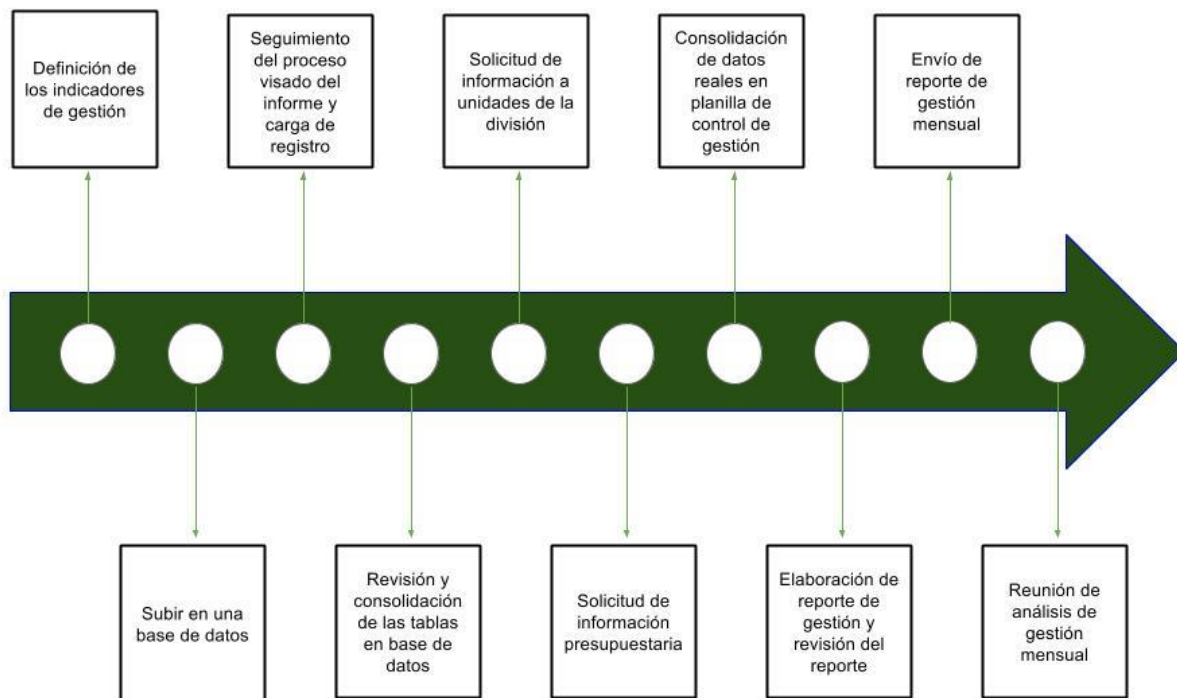 Definición de
los indicadores
de gestión
Seguimiento
del proceso
visado del
informe y
carga de
registro
Solicitud de
información a
unidades de la
división
Consolidación
de datos
reales en
planilla de
control de
gestión
Envío de
reporte de
gestión
mensual
Subir en una
base de datos
Revisión y
consolidación
de las tablas
en base de
datos
Solicitud de
información
presupuestaria
Elaboración de
reporte de
gestión y
revisión del
reporte
Reunión de
análisis de
gestión
mensual